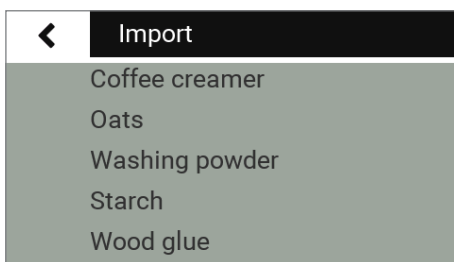 Import
Coffee creamer
Oats
Washing powder
Starch
Wood glue